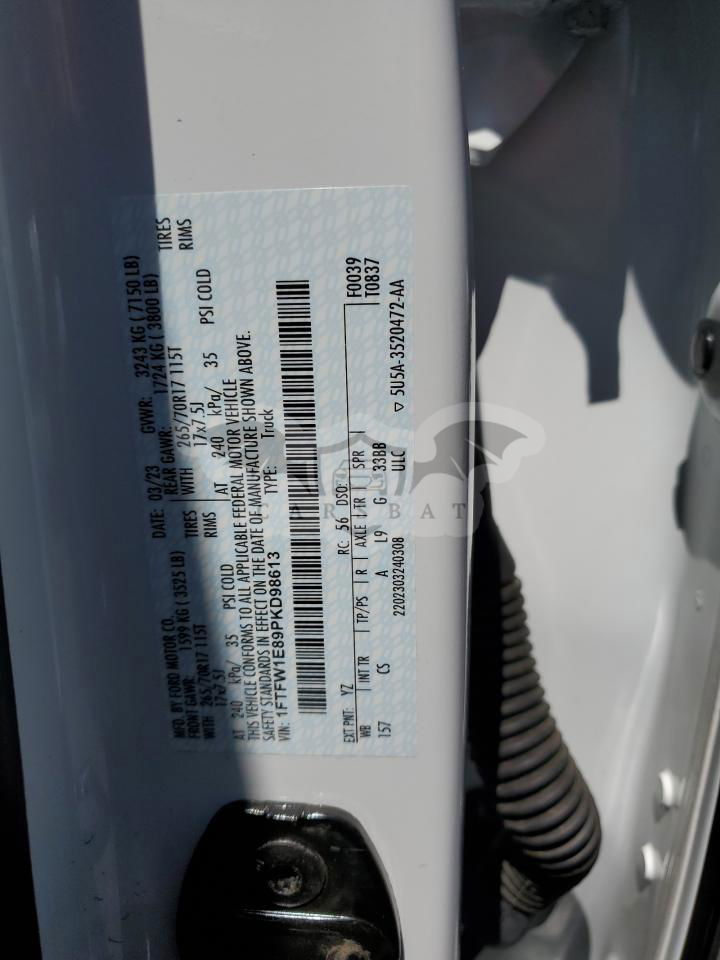 MFD. BY FORD MOTOR CO.
DATE: 03/23 GVWR: 3243 KG ( 7150 LB)
FRONT GAWR: 1599 KG ( 3525 LB) REAR GAWR: 1724 KG ( 3800 LB)
WITH 265/70R17 115T TIRES WITH 265/70R17 115T TIRES
17x7.5J RIMS 17x7.5J RIMS
AT 240 kPa/ 35 PSI COLD AT 240 kPa/ 35 PSI COLD
THIS VEHICLE CONFORMS TO ALL APPLICABLE FEDERAL MOTOR VEHICLE
SAFETY STANDARDS IN EFFECT ON THE DATE OF MANUFACTURE SHOWN ABOVE.
VIN: 1FTFW1E89PKD98613 TYPE: Truck
EXT PNT: YZ RC: 56 DSO: F0039
WB INT TR TP/PS R AXLE TR SPR T0837
157 CS A L9 G 33BB
2202303240308 ULC ▽ 5U5A-3520472-AA
CARSBAT